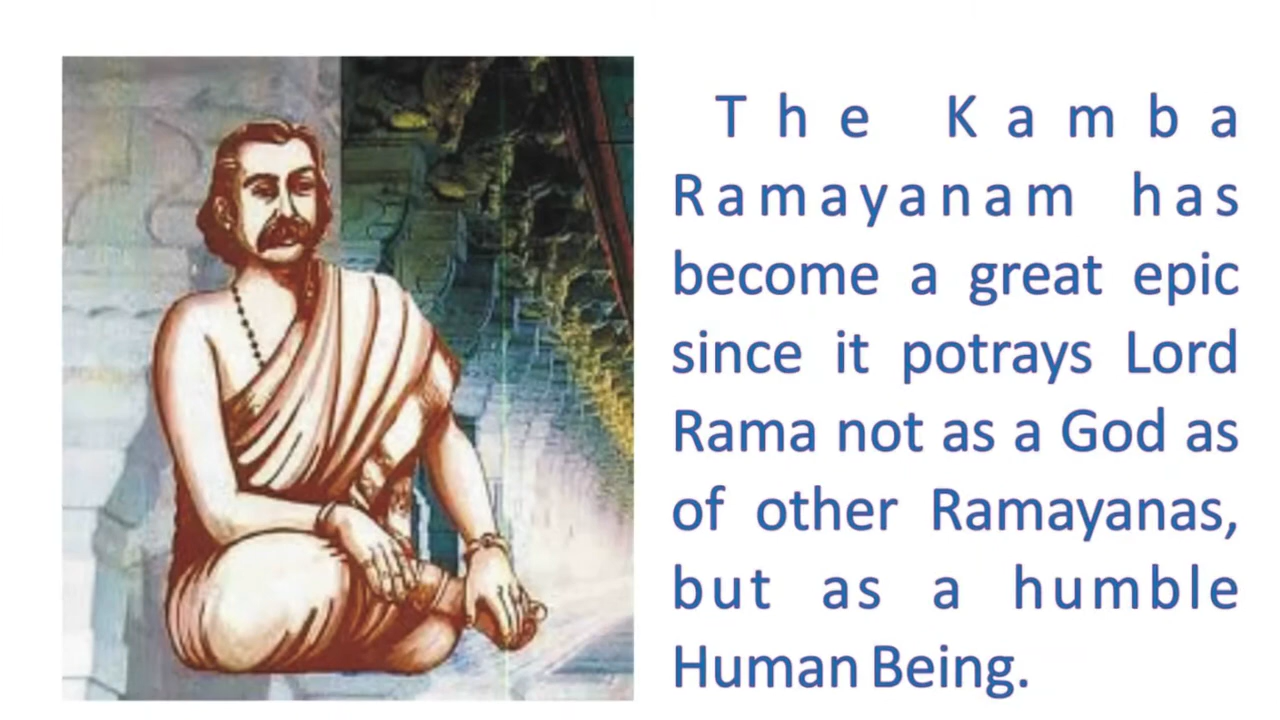 The Kamba
Ramayanam has
become a great epic
since it potrays Lord
Rama not as a God as
of other Ramayanas,
but as a humble
Human Being.